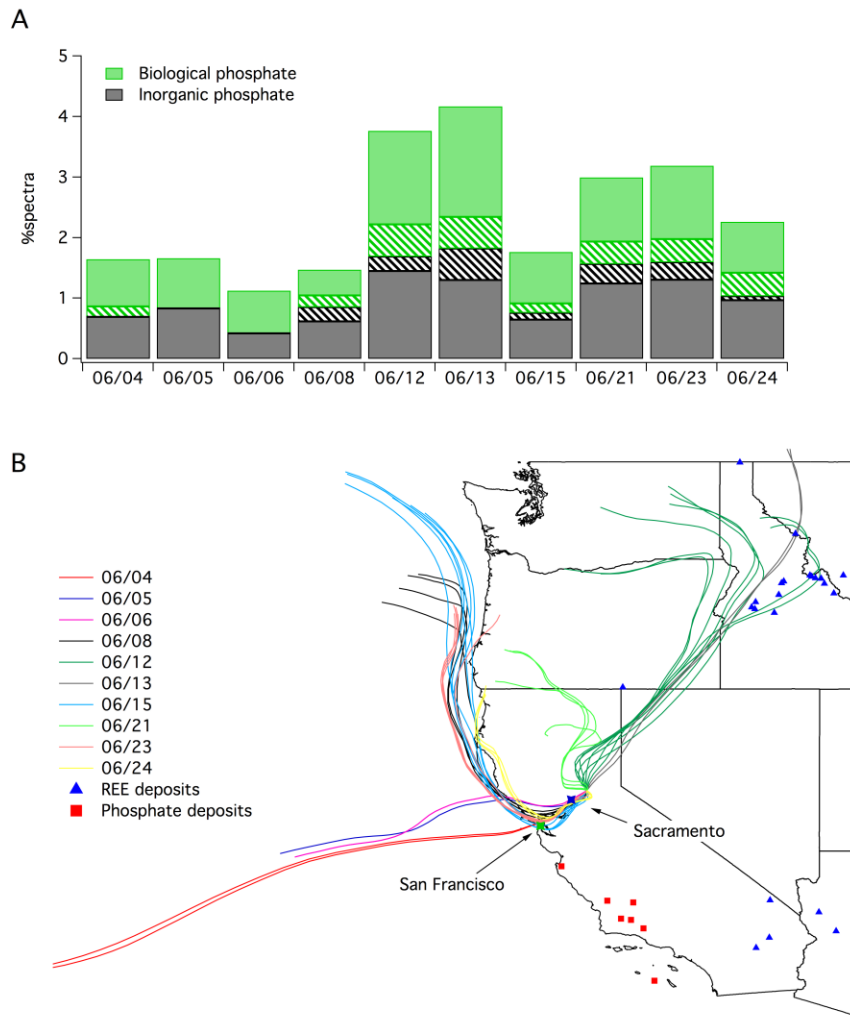 A
5
4
3
2
1
0
%spectra
Biological phosphate
Inorganic phosphate
06/04 06/05 06/06 06/08 06/12 06/13 06/15 06/21 06/23 06/24
B
06/04
06/05
06/06
06/08
06/12
06/13
06/15
06/21
06/23
06/24
REE deposits
Phosphate deposits
Sacramento
San Francisco